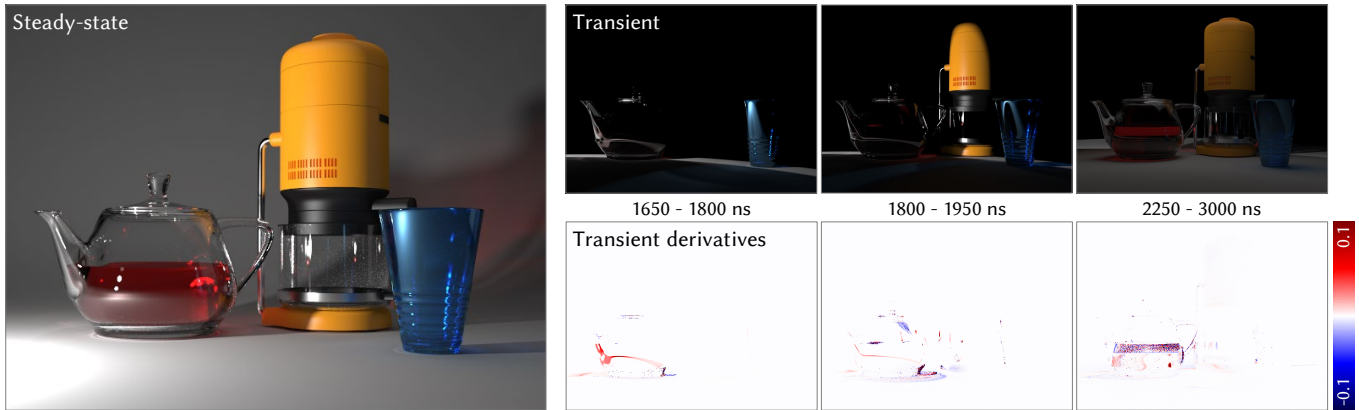 Steady-state
Transient
1650 - 1800 ns
1800 - 1950 ns
2250 - 3000 ns
Transient derivatives
0.1
-0.1